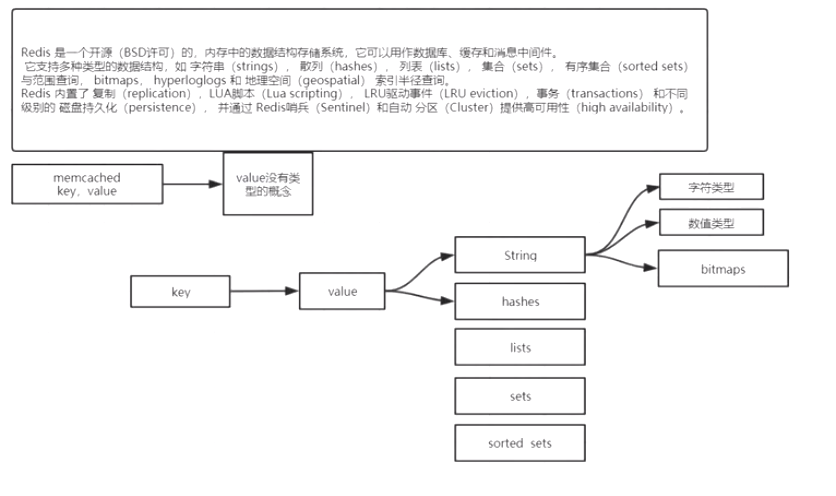 Redis 是一个开源（BSD许可）的，内存中的数据结构存储系统，它可以用作数据库、缓存和消息中间件。
它支持多种类型的数据结构，如 字符串（strings）， 散列（hashes）， 列表（lists）， 集合（sets）， 有序集合（sorted sets）
与范围查询， bitmaps， hyperloglogs 和 地理空间（geospatial） 索引半径查询。
Redis 内置了 复制（replication），LUA脚本（Lua scripting）， LRU驱动事件（LRU eviction），事务（transactions） 和不同
级别的 磁盘持久化（persistence）， 并通过 Redis哨兵（Sentinel）和自动 分区（Cluster）提供高可用性（high availability）。
memcached
key，value
value没有类
型的概念
字符类型
数值类型
bitmaps
String
key
value
hashes
lists
sets
sorted sets